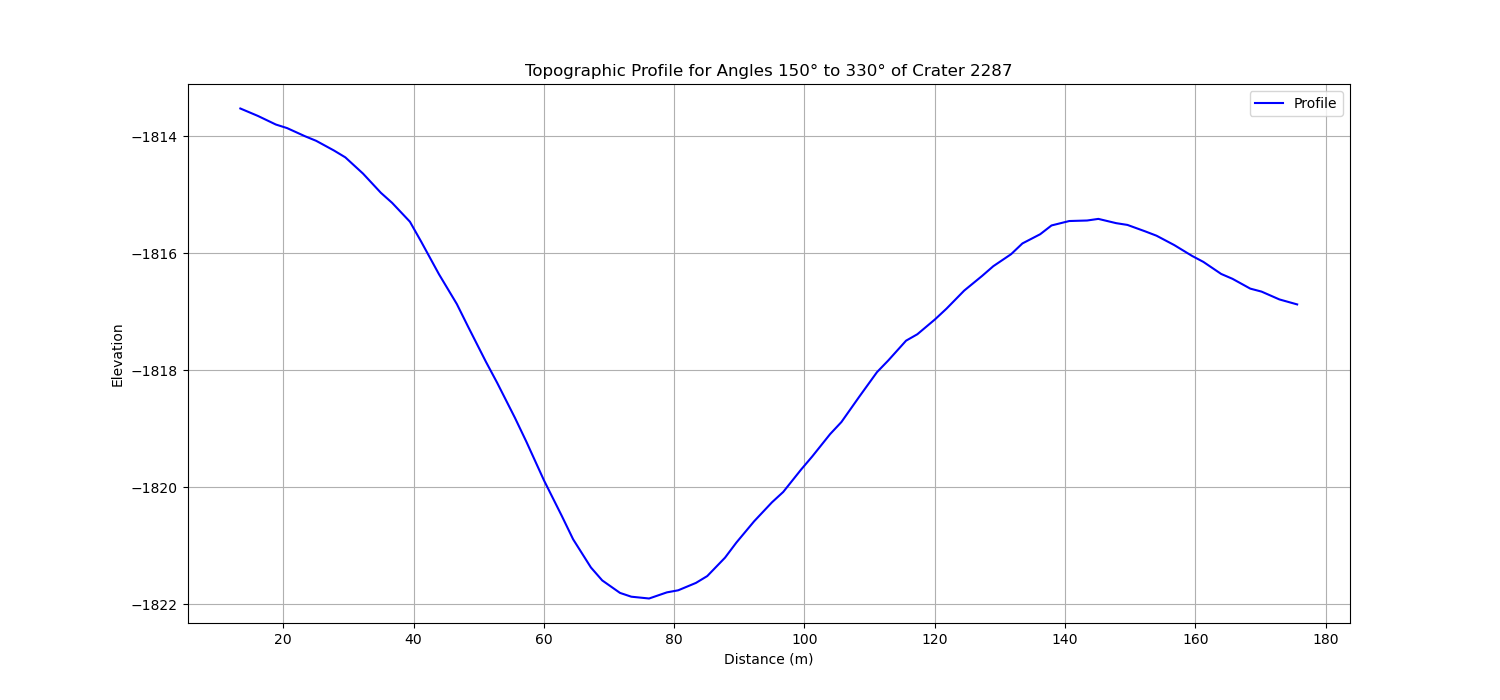 Topographic Profile for Angles 150° to 330° of Crater 2287
Profile
−1814
−1816
−1818
−1820
−1822
Elevation
20 40 60 80 100 120 140 160 180
Distance (m)